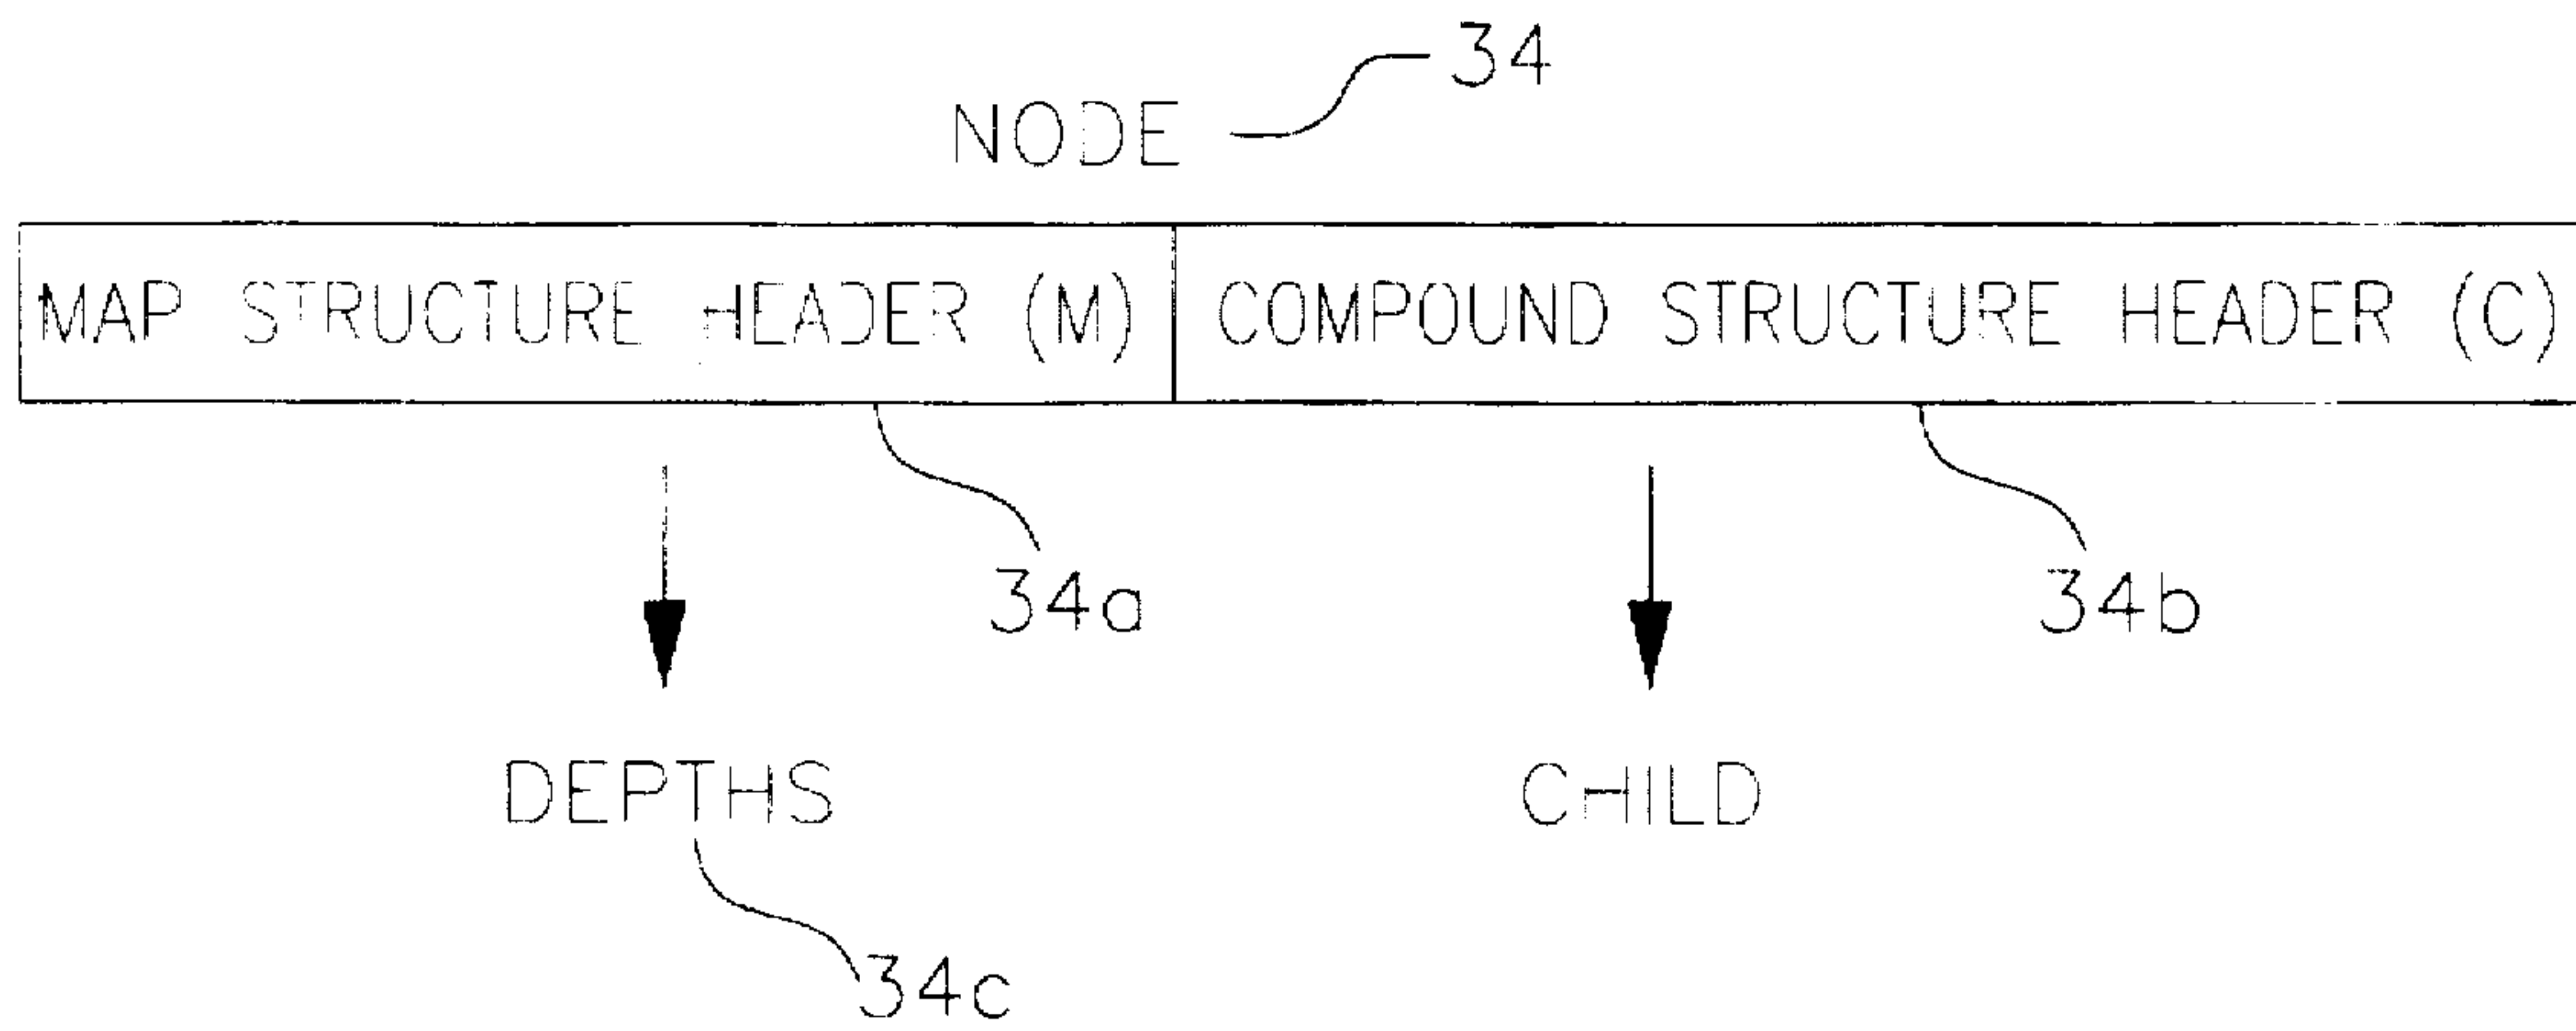 34
NODE
MAP STRUCTURE HEADER (M) COMPOUND STRUCTURE HEADER (C)
34a 34b
DEPTHS CHILD
34c